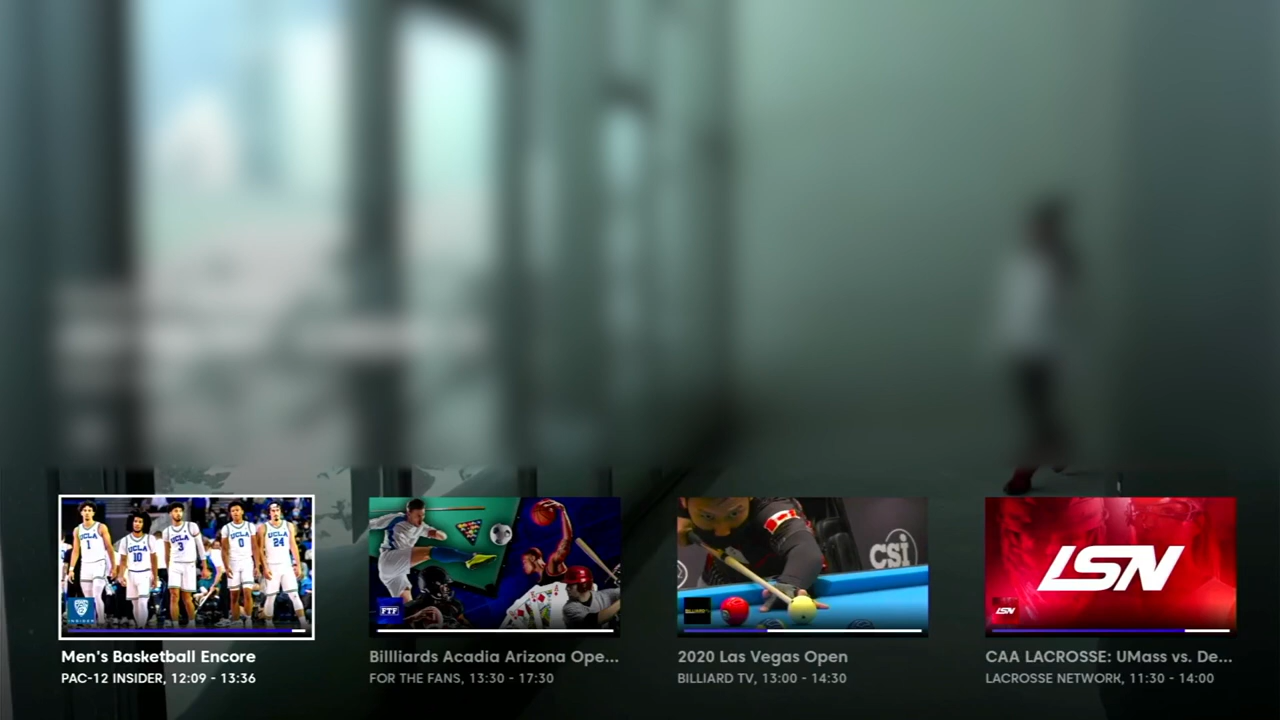 UCLA
1
UCLA
10
UCLA
3
UCLA
0
UCLA
24
INSIDER
FTF
csi
LSN
LSN
Men's Basketball Encore
PAC-12 INSIDER, 12:09 - 13:36
Billliards Acadia Arizona Ope...
FOR THE FANS, 13:30 - 17:30
2020 Las Vegas Open
BILLIARD TV, 13:00 - 14:30
CAA LACROSSE: UMass vs. De...
LACROSSE NETWORK, 11:30 - 14:00